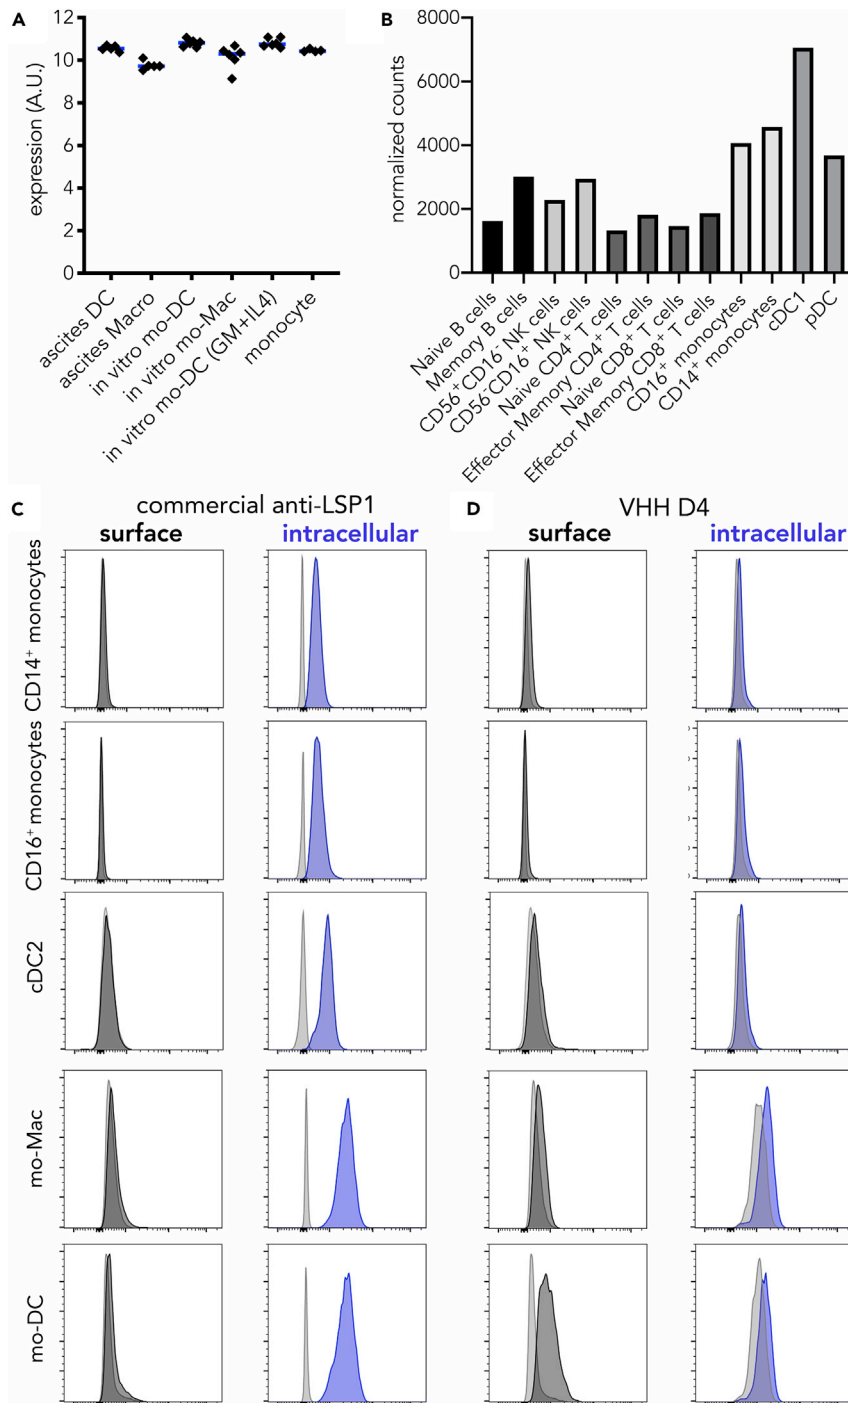 A
12
10
8
6
4
2
0
expression (A.U.)
ascites DC
ascites Macro
in vitro mo-DC
in vitro mo-Mac
in vitro mo-DC (GM+IL4)
monocyte
B
8000
6000
4000
2000
0
normalized counts
Naive B cells
Memory B cells
CD56⁺CD16⁻ NK cells
CD56⁻CD16⁺ NK cells
Naive CD4⁺ T cells
Effector Memory CD4⁺ T cells
Naive CD8⁺ T cells
Effector Memory CD8⁺ T cells
CD16⁺ monocytes
CD14⁺ monocytes
cDC1
pDC
C
commercial anti-LSP1
surface
intracellular
D
VHH D4
surface
intracellular
CD14⁺ monocytes
CD16⁺ monocytes
cDC2
mo-Mac
mo-DC